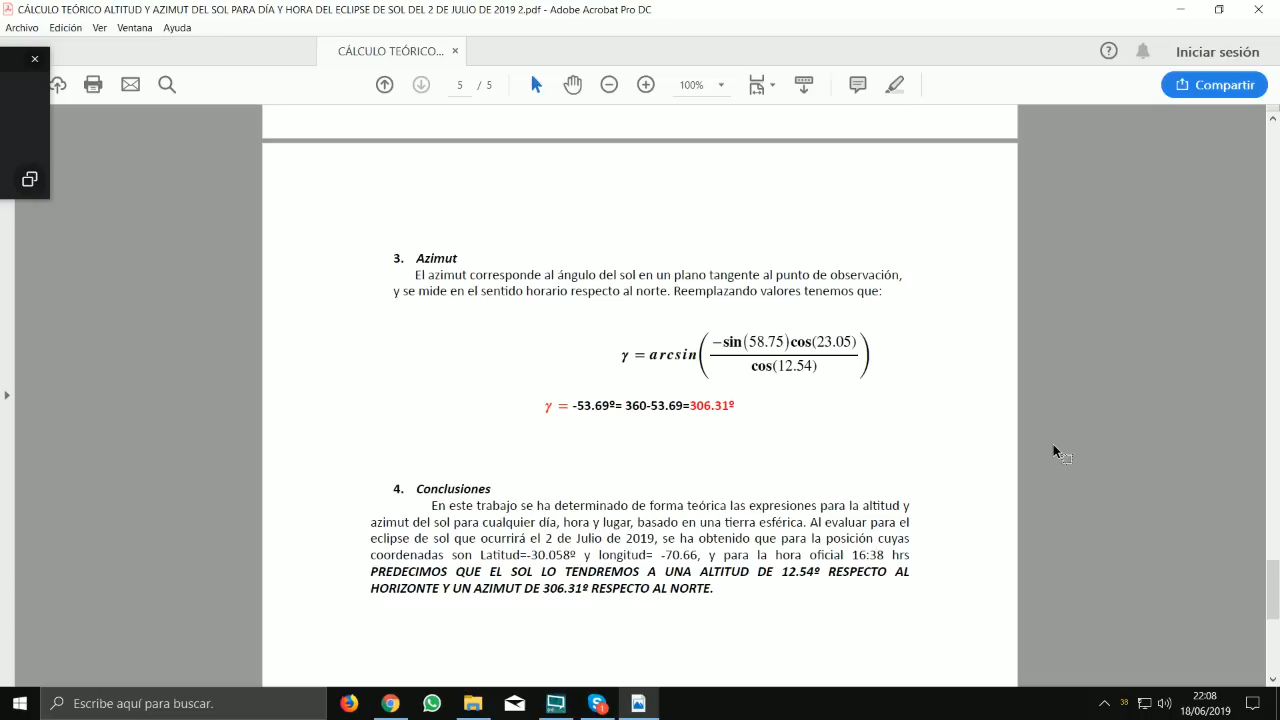 CÁLCULO TEÓRICO ALTITUD Y AZIMUT DEL SOL PARA DÍA Y HORA DEL ECLIPSE DE SOL DEL 2 DE JULIO DE 2019 2.pdf - Adobe Acrobat Pro DC
Archivo Edición Ver Ventana Ayuda
CÁLCULO TEÓRICO... ×
Iniciar sesión
5 / 5
100%
Compartir
3. Azimut
El azimut corresponde al ángulo del sol en un plano tangente al punto de observación,
y se mide en el sentido horario respecto al norte. Reemplazando valores tenemos que:
γ = arcsin(−sin(58.75)cos(23.05) / cos(12.54))
γ = -53.69º= 360-53.69=306.31º
4. Conclusiones
En este trabajo se ha determinado de forma teórica las expresiones para la altitud y
azimut del sol para cualquier día, hora y lugar, basado en una tierra esférica. Al evaluar para el
eclipse de sol que ocurrirá el 2 de Julio de 2019, se ha obtenido que para la posición cuyas
coordenadas son Latitud=-30.058º y longitud= -70.66, y para la hora oficial 16:38 hrs
PREDECIMOS QUE EL SOL LO TENDREMOS A UNA ALTITUD DE 12.54º RESPECTO AL
HORIZONTE Y UN AZIMUT DE 306.31º RESPECTO AL NORTE.
Escribe aquí para buscar.
38
22:08
18/06/2019